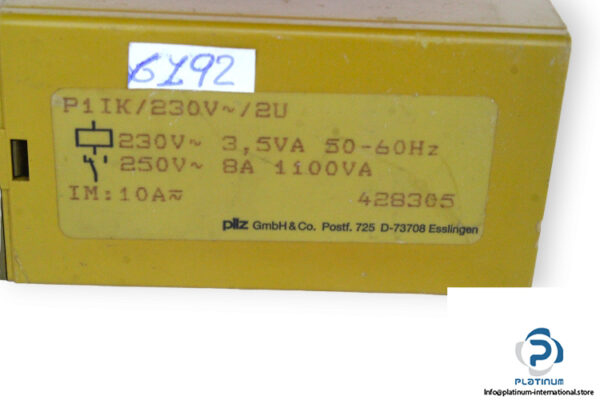 6192
P1IK/230V~/2U
230V~ 3,5VA 50-60Hz
250V~ 8A 1100VA
IM:10A≂ 428305
pilz GmbH&Co. Postf. 725 D-73708 Esslingen
PLATINUM
INTERNATIONAL
Info@platinum-international.store